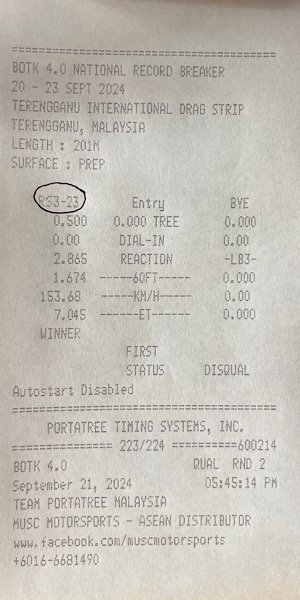 ================================
BOTK 4.0 NATIONAL RECORD BREAKER
20 - 23 SEPT 2024
TERENGGANU INTERNATIONAL DRAG STRIP
TERENGGANU, MALAYSIA
LENGTH : 201M
SURFACE : PREP
================================
RS3-23 Entry BYE
0.500 0.000 TREE 0.000
0.00 DIAL-IN 0.00
2.865 REACTION -LB3-
1.674 -----60FT----- 0.000
153.68 -----KM/H----- 0.00
7.045 ------ET------ 0.000
WINNER
FIRST
STATUS DISQUAL
Autostart Disabled
================================
PORTATREE TIMING SYSTEMS, INC.
=============== 223/224 ==========600214
BOTK 4.0 QUAL RND 2
September 21, 2024 05:45:14 PM
TEAM PORTATREE MALAYSIA
MUSC MOTORSPORTS - ASEAN DISTRIBUTOR
www.facebook.com/muscmotorsports
+6016-6681490